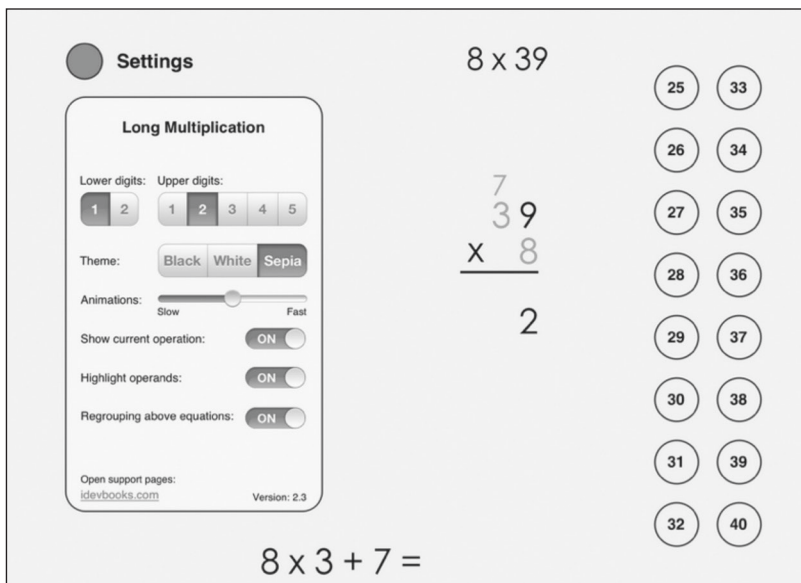 Settings
8 x 39
Long Multiplication
Lower digits: Upper digits:
1 2 1 2 3 4 5
Theme: Black White Sepia
Animations:
Slow Fast
Show current operation: ON
Highlight operands: ON
Regrouping above equations: ON
Open support pages:
idevbooks.com Version: 2.3
7
39
x 8
2
8 x 3 + 7 =
25 33
26 34
27 35
28 36
29 37
30 38
31 39
32 40